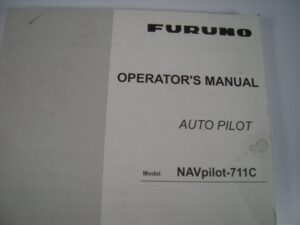 FURUNO
OPERATOR'S MANUAL
AUTO PILOT
Model NAVpilot-711C